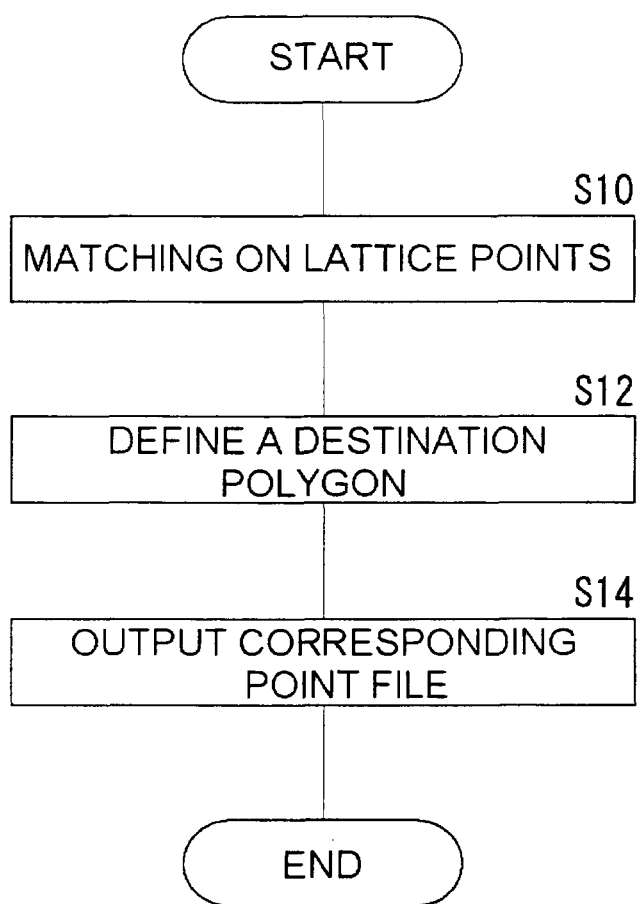 START
S10
MATCHING ON LATTICE POINTS
S12
DEFINE A DESTINATION
POLYGON
S14
OUTPUT CORRESPONDING
POINT FILE
END